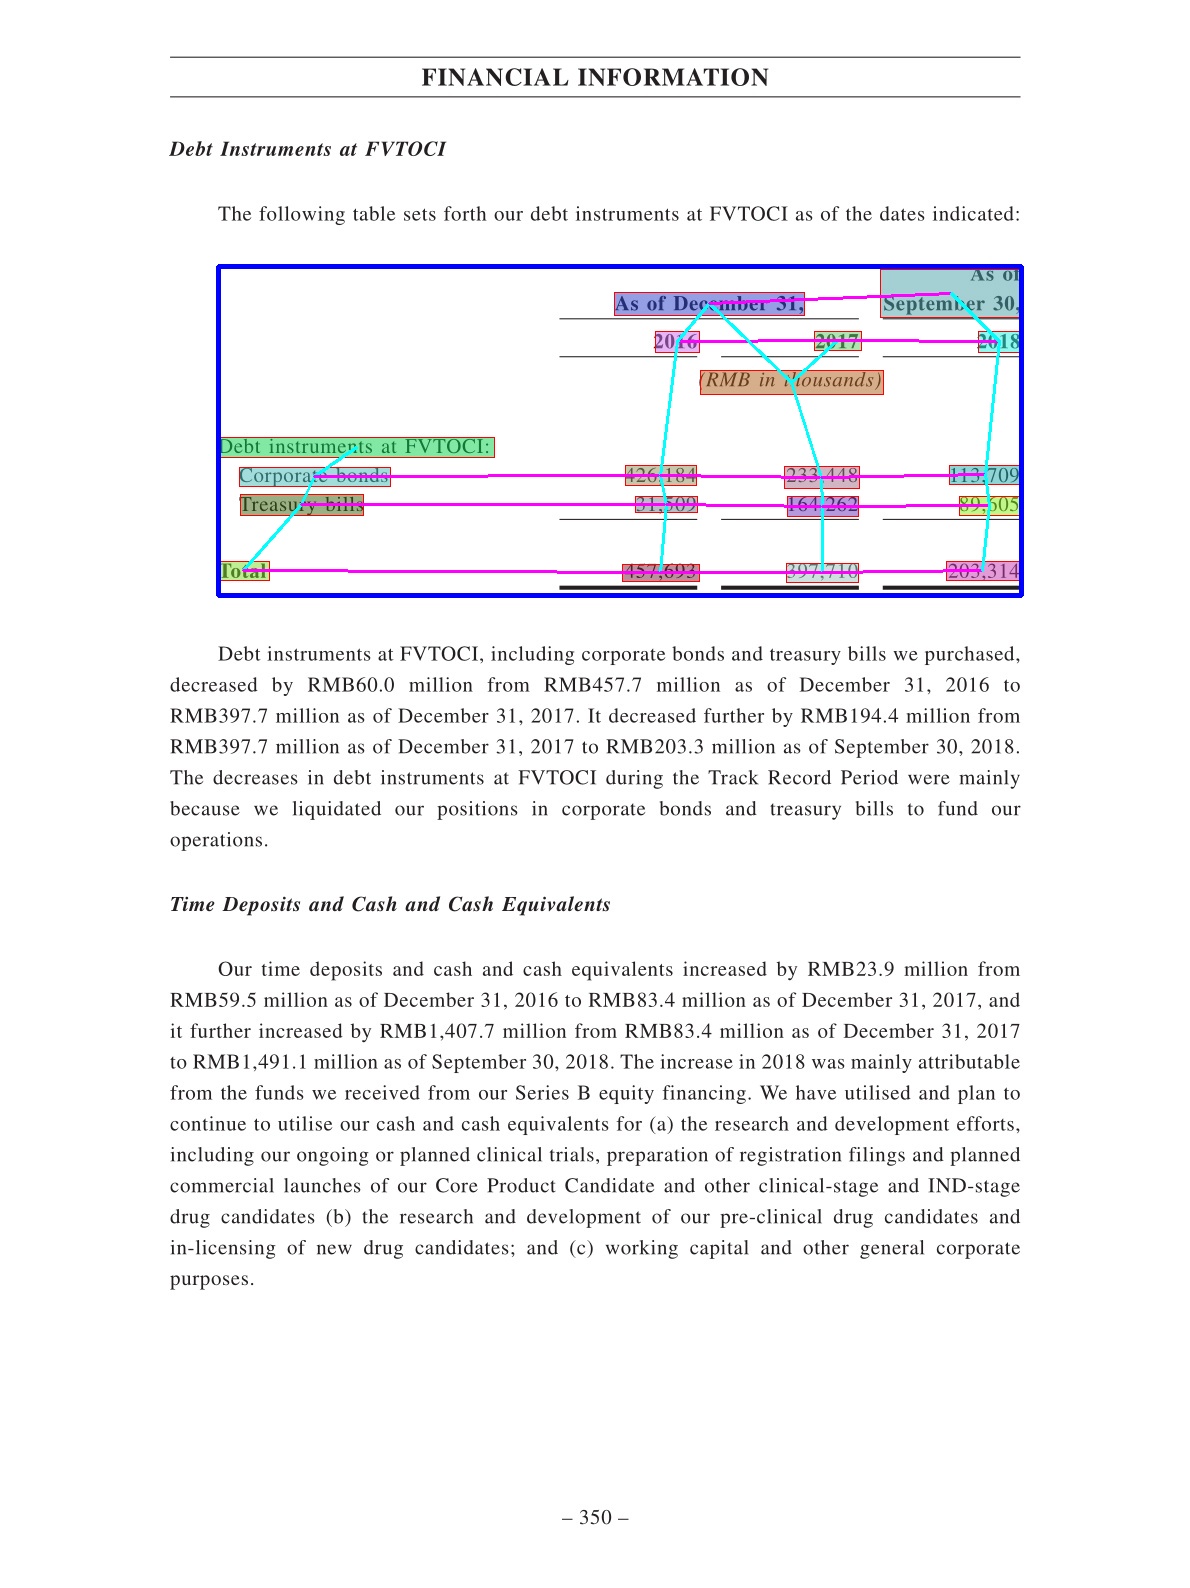 FINANCIAL INFORMATION
Debt Instruments at FVTOCI
The following table sets forth our debt instruments at FVTOCI as of the dates indicated:
As of
As of December 31, September 30,
2016 2017 2018
(RMB in thousands)
Debt instruments at FVTOCI:
Corporate bonds 426,184 233,448 113,709
Treasury bills 31,509 164,262 89,605
Total 457,693 397,710 203,314
Debt instruments at FVTOCI, including corporate bonds and treasury bills we purchased,
decreased by RMB60.0 million from RMB457.7 million as of December 31, 2016 to
RMB397.7 million as of December 31, 2017. It decreased further by RMB194.4 million from
RMB397.7 million as of December 31, 2017 to RMB203.3 million as of September 30, 2018.
The decreases in debt instruments at FVTOCI during the Track Record Period were mainly
because we liquidated our positions in corporate bonds and treasury bills to fund our
operations.
Time Deposits and Cash and Cash Equivalents
Our time deposits and cash and cash equivalents increased by RMB23.9 million from
RMB59.5 million as of December 31, 2016 to RMB83.4 million as of December 31, 2017, and
it further increased by RMB1,407.7 million from RMB83.4 million as of December 31, 2017
to RMB1,491.1 million as of September 30, 2018. The increase in 2018 was mainly attributable
from the funds we received from our Series B equity financing. We have utilised and plan to
continue to utilise our cash and cash equivalents for (a) the research and development efforts,
including our ongoing or planned clinical trials, preparation of registration filings and planned
commercial launches of our Core Product Candidate and other clinical-stage and IND-stage
drug candidates (b) the research and development of our pre-clinical drug candidates and
in-licensing of new drug candidates; and (c) working capital and other general corporate
purposes.
– 350 –